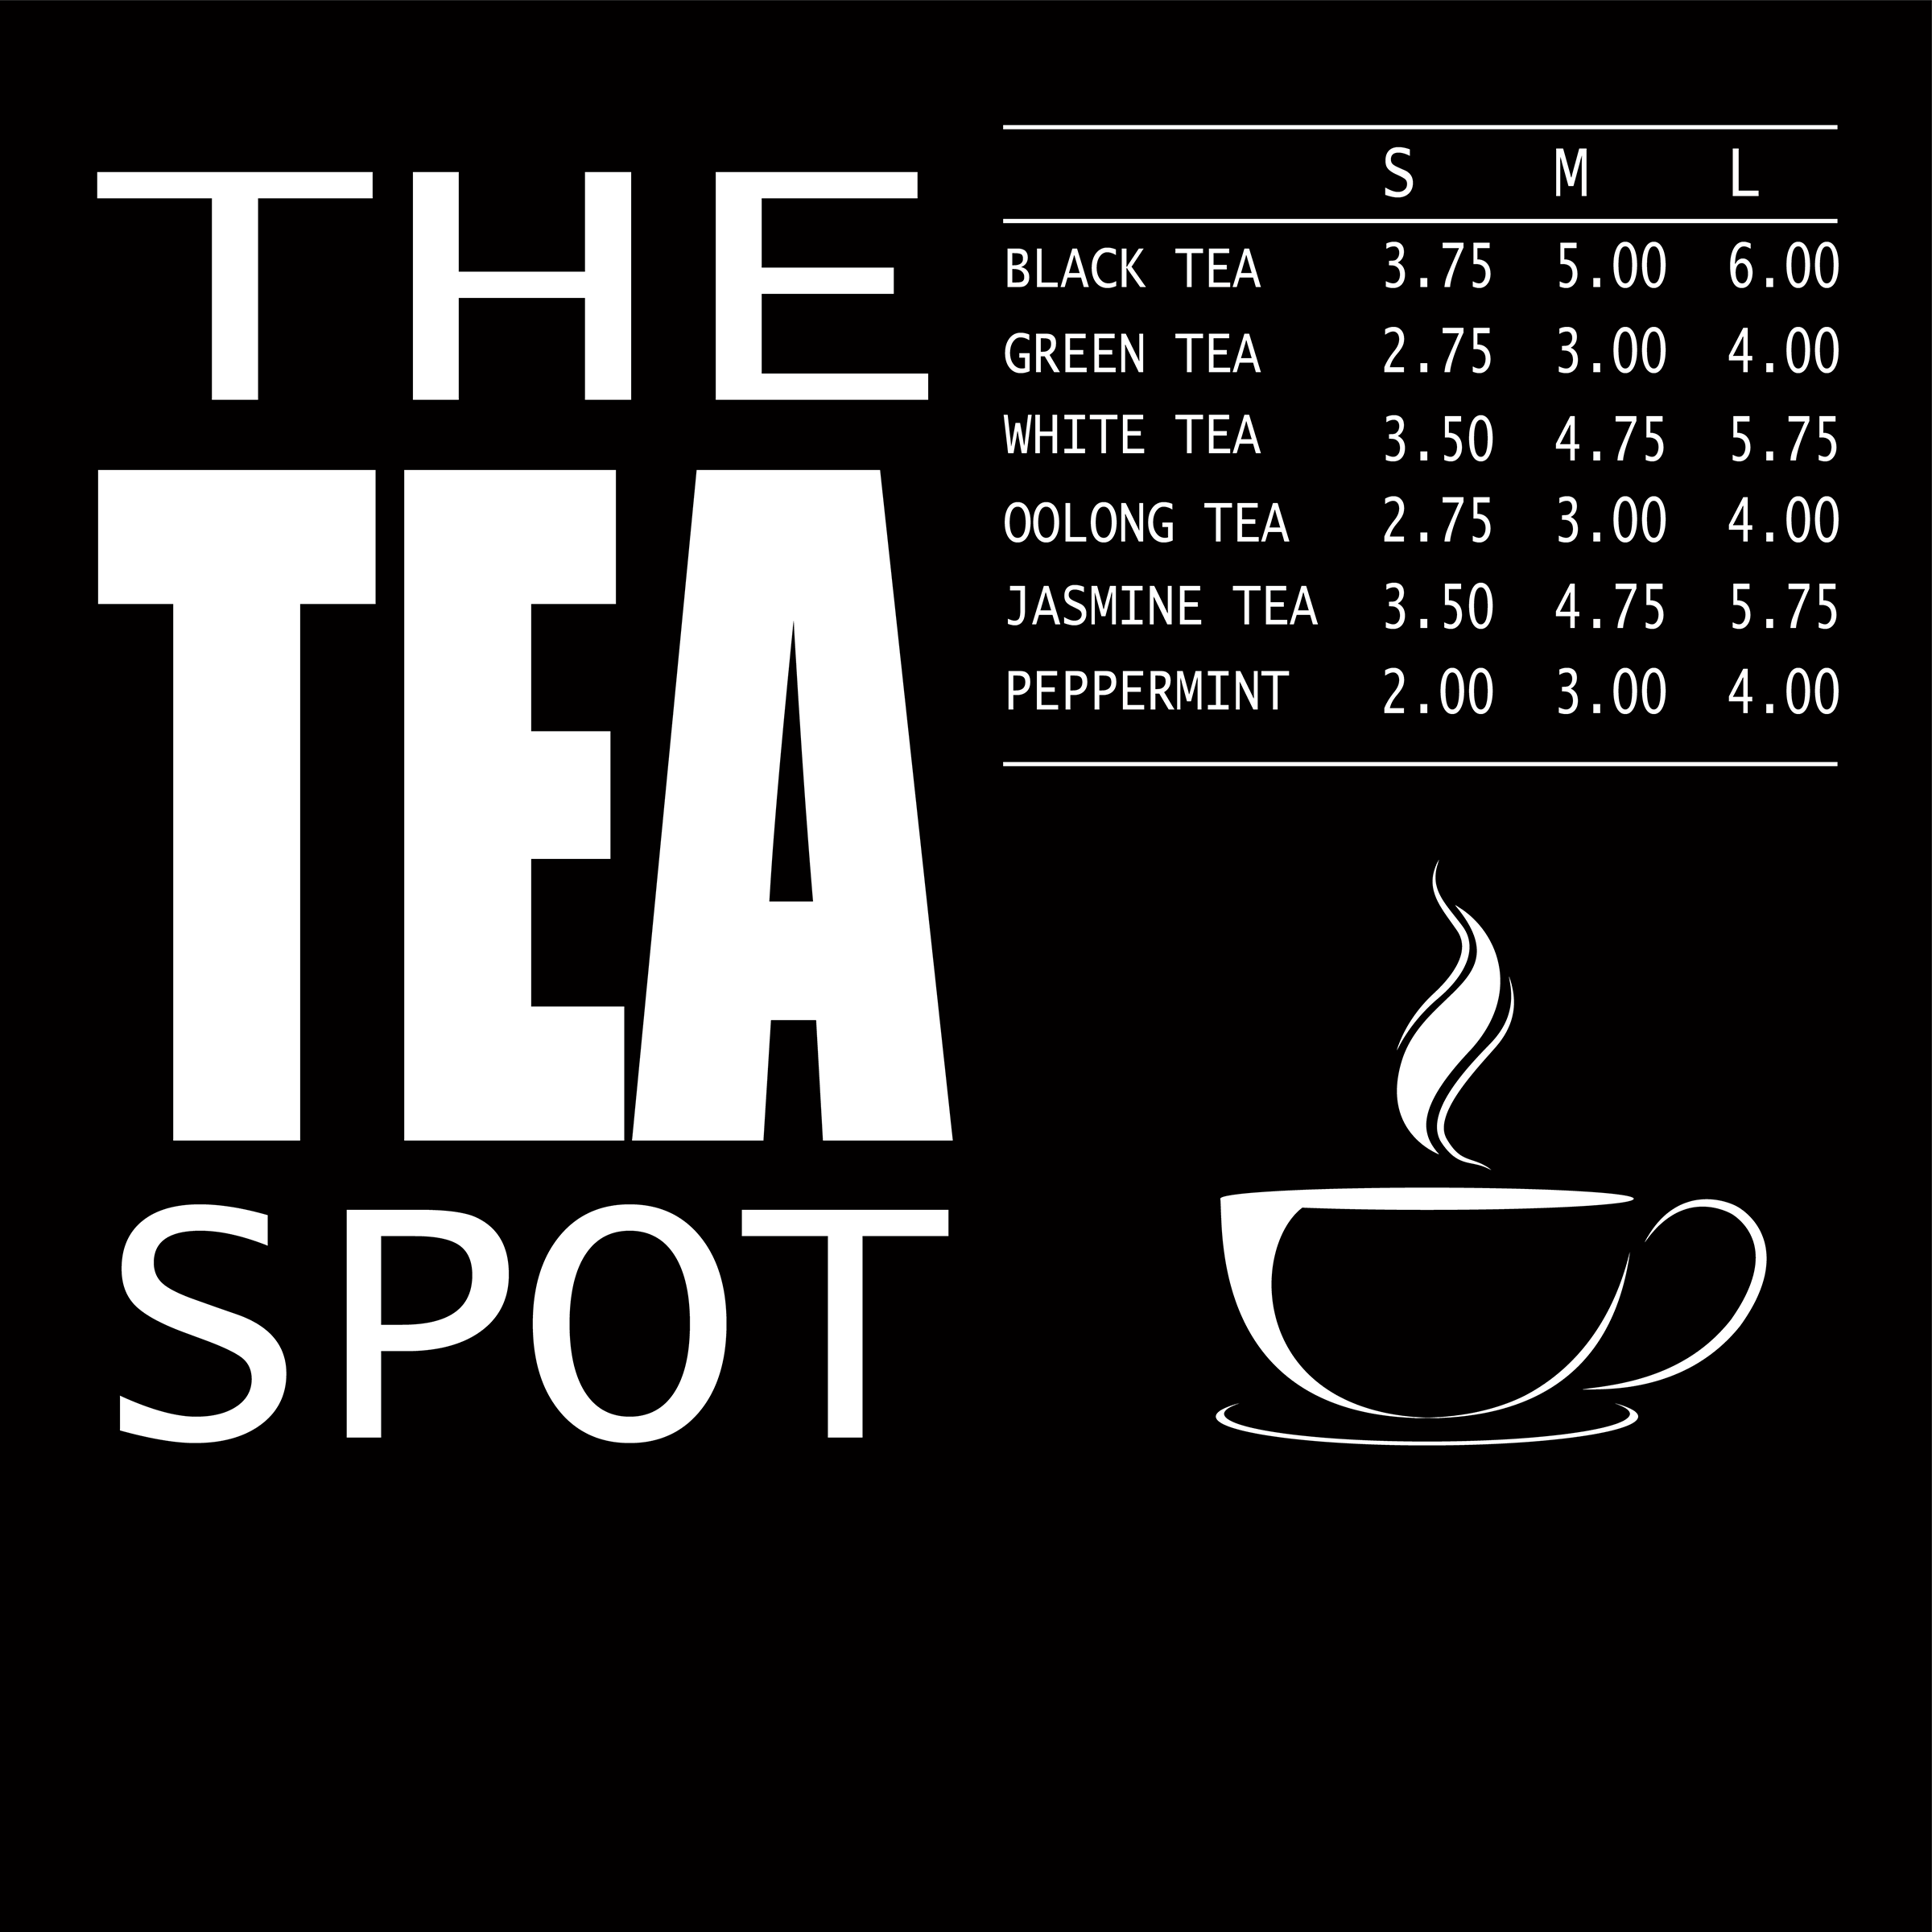 THE
TEA
SPOT
S M L
BLACK TEA 3.75 5.00 6.00
GREEN TEA 2.75 3.00 4.00
WHITE TEA 3.50 4.75 5.75
OOLONG TEA 2.75 3.00 4.00
JASMINE TEA 3.50 4.75 5.75
PEPPERMINT 2.00 3.00 4.00